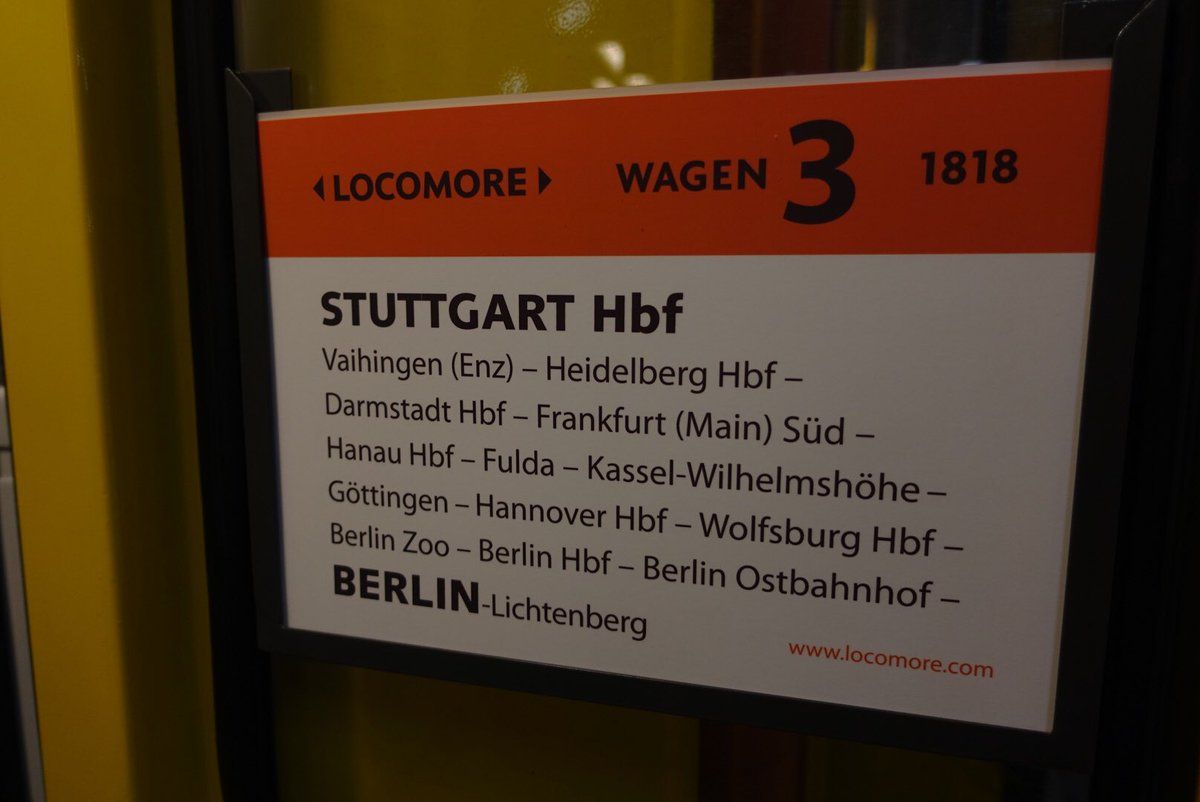 LOCOMORE WAGEN 3 1818
STUTTGART Hbf
Vaihingen (Enz) – Heidelberg Hbf –
Darmstadt Hbf – Frankfurt (Main) Süd –
Hanau Hbf – Fulda – Kassel-Wilhelmshöhe –
Göttingen – Hannover Hbf – Wolfsburg Hbf –
Berlin Zoo – Berlin Hbf – Berlin Ostbahnhof –
BERLIN-Lichtenberg
www.locomore.com